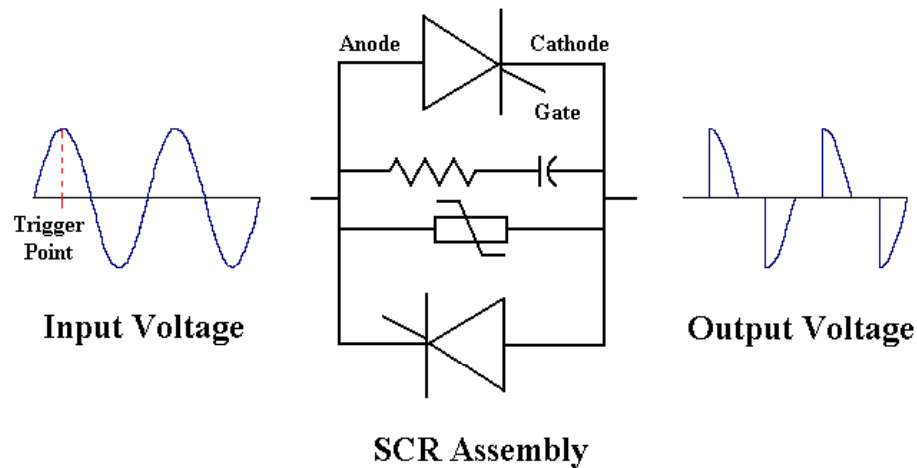 Anode
Cathode
Gate
Trigger
Point
Input Voltage
Output Voltage
SCR Assembly